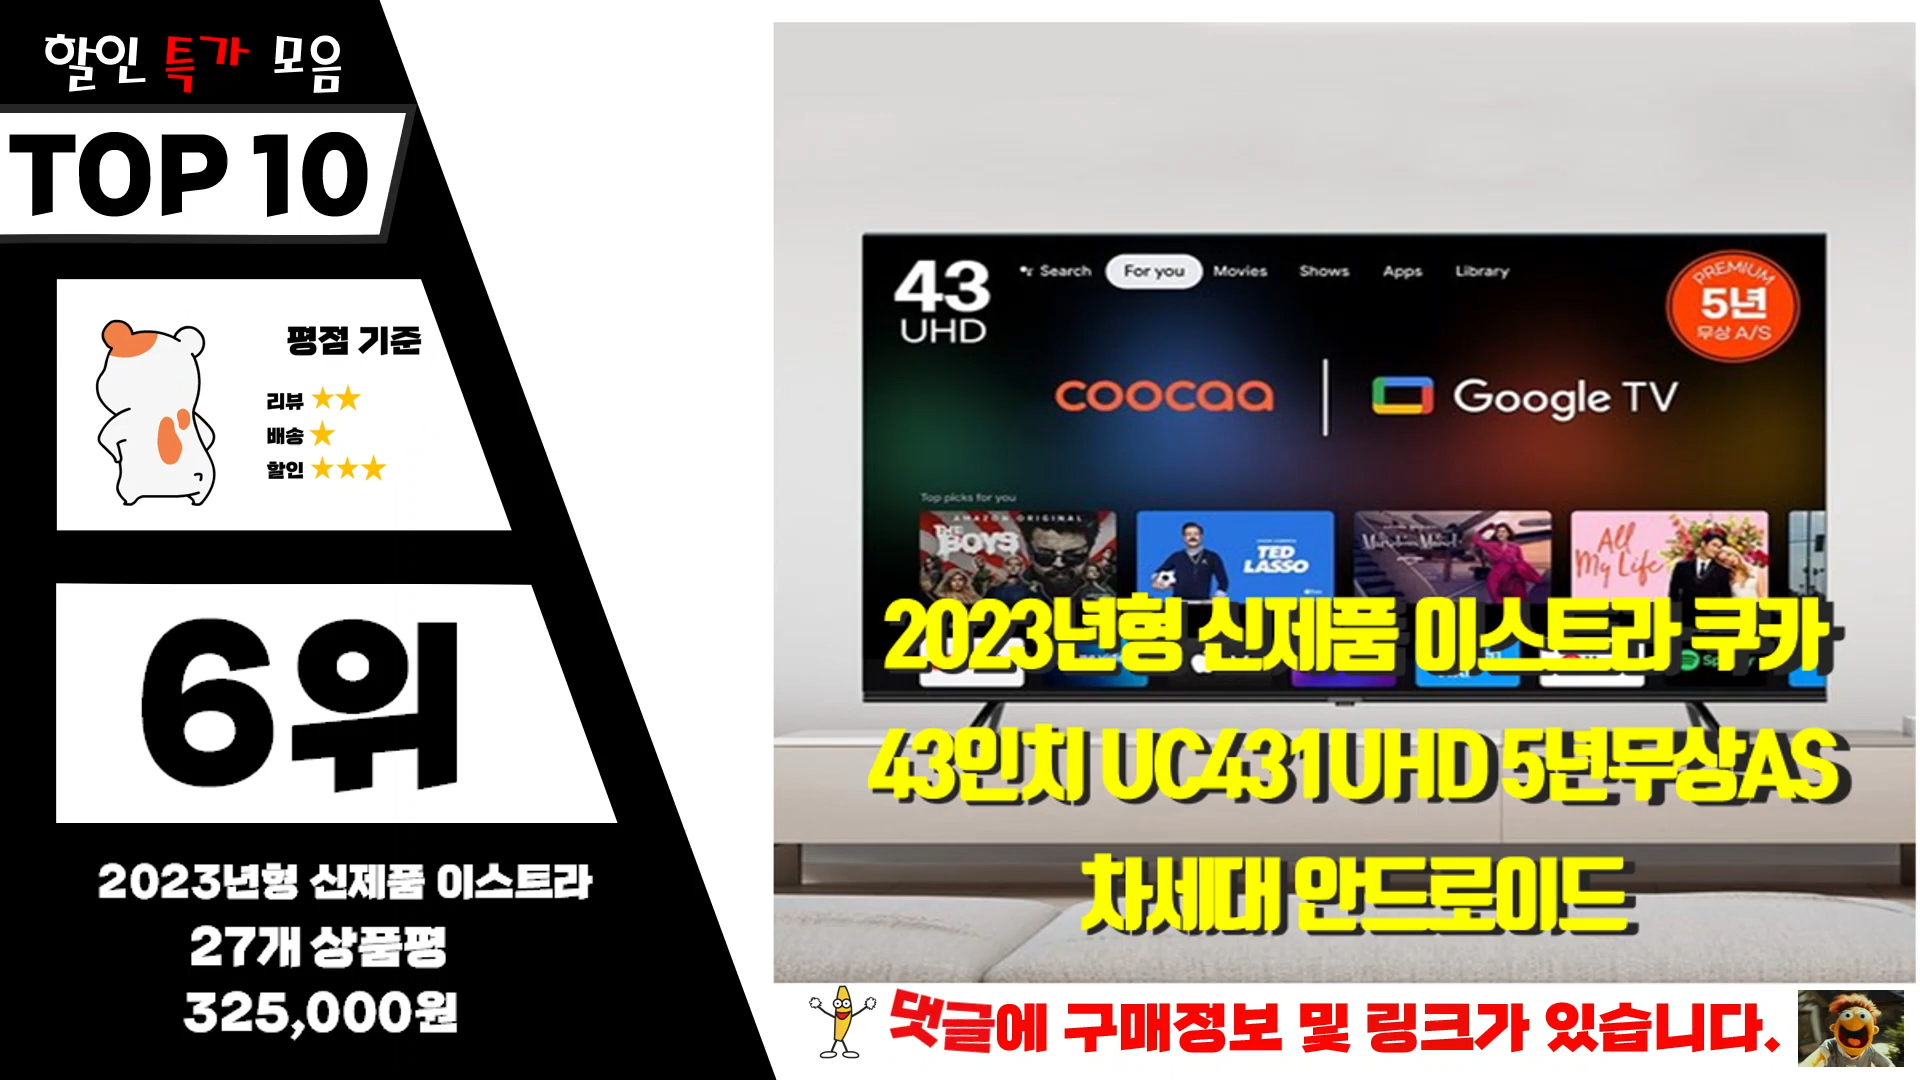 할인 특가 모음
TOP 10
평점 기준
리뷰 ★★
배송 ★
할인 ★★★
6위
2023년형 신제품 이스트라
27개 상품평
325,000원
43
UHD
Search For you Movies Shows Apps Library
PREMIUM
5년
무상 A/S
coocaa
Google TV
Top picks for you
AMAZON ORIGINAL
THE BOYS
TED LASSO
All My Life
2023년형 신제품 이스트라 쿠카
43인치 UC431UHD 5년무상AS
차세대 안드로이드
댓글에 구매정보 및 링크가 있습니다.